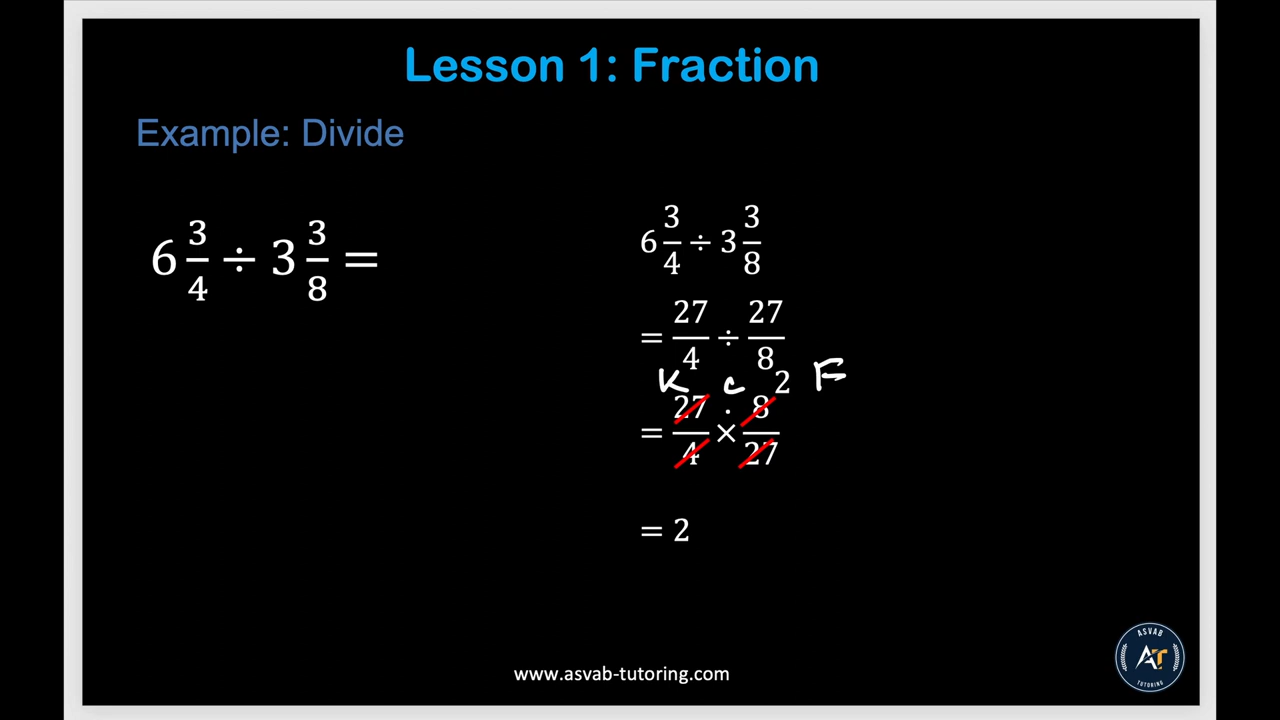 Lesson 1: Fraction
Example: Divide
6 3/4 ÷ 3 3/8 =
6 3/4 ÷ 3 3/8
= 27/4 ÷ 27/8
K C 2 F
= 27/4 × 8/27
= 2
www.asvab-tutoring.com
ASVAB
AT
TUTORING